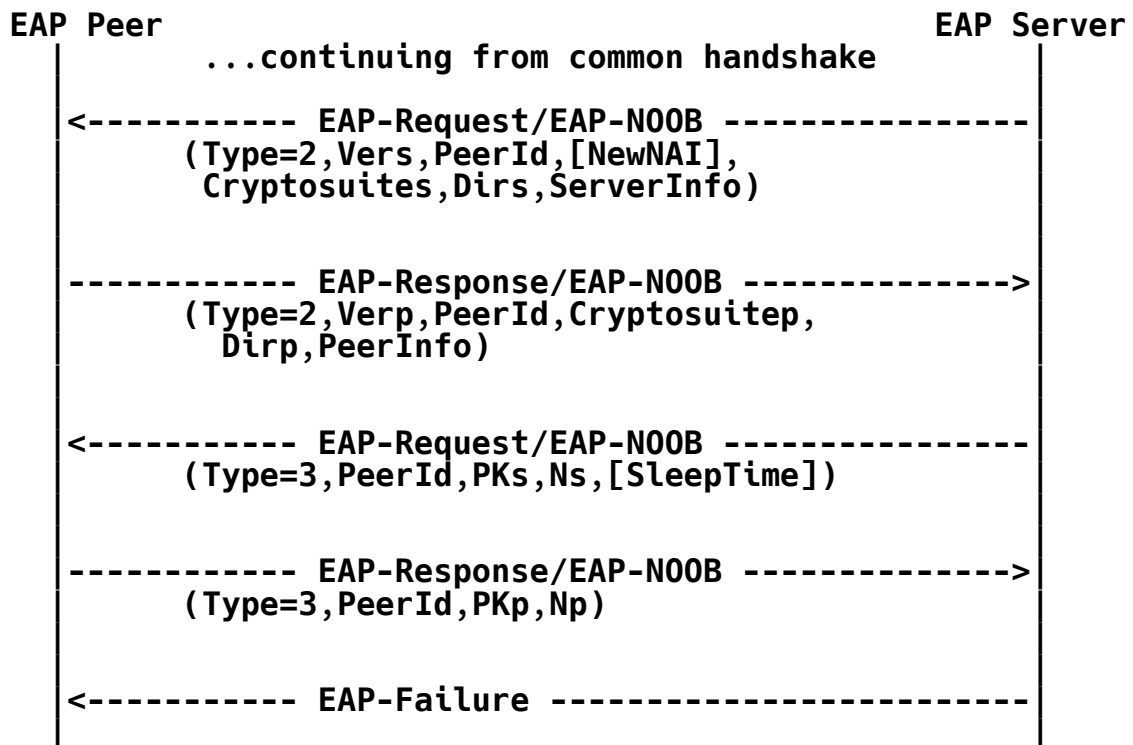 EAP Peer EAP Server
...continuing from common handshake
<----------- EAP-Request/EAP-NOOB ---------------
(Type=2,Vers,PeerId,[NewNAI],
Cryptosuites,Dirs,ServerInfo)
----------- EAP-Response/EAP-NOOB ------------->
(Type=2,Verp,PeerId,Cryptosuitep,
Dirp,PeerInfo)
<----------- EAP-Request/EAP-NOOB ---------------
(Type=3,PeerId,PKs,Ns,[SleepTime])
----------- EAP-Response/EAP-NOOB ------------->
(Type=3,PeerId,PKp,Np)
<----------- EAP-Failure -----------------------